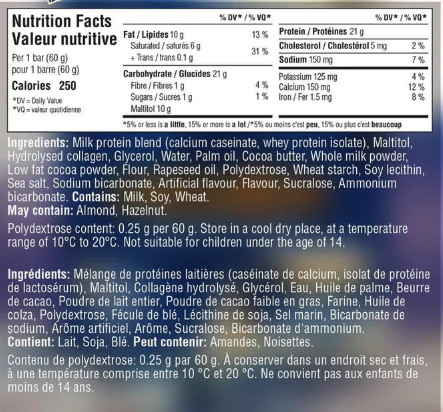 Nutrition Facts
Valeur nutritive
Per 1 bar (60 g)
pour 1 barre (60 g)
Calories 250
*DV = Daily Value
*VQ = valeur quotidienne
% DV* / % VQ*
Fat / Lipides 10 g 13 %
Saturated / saturés 6 g
+ Trans / trans 0.1 g 31 %
Carbohydrate / Glucides 21 g
Fibre / Fibres 1 g 4 %
Sugars / Sucres 1 g 1 %
Maltitol 10 g
% DV* / % VQ*
Protein / Protéines 21 g
Cholesterol / Cholestérol 5 mg 2 %
Sodium 150 mg 7 %
Potassium 125 mg 4 %
Calcium 150 mg 12 %
Iron / Fer 1.5 mg 8 %
*5% or less is a little, 15% or more is a lot /*5% ou moins c'est peu, 15% ou plus c'est beaucoup
Ingredients: Milk protein blend (calcium caseinate, whey protein isolate), Maltitol,
Hydrolysed collagen, Glycerol, Water, Palm oil, Cocoa butter, Whole milk powder,
Low fat cocoa powder, Flour, Rapeseed oil, Polydextrose, Wheat starch, Soy lecithin,
Sea salt, Sodium bicarbonate, Artificial flavour, Flavour, Sucralose, Ammonium
bicarbonate. Contains: Milk, Soy, Wheat.
May contain: Almond, Hazelnut.
Polydextrose content: 0.25 g per 60 g. Store in a cool dry place, at a temperature
range of 10°C to 20°C. Not suitable for children under the age of 14.
Ingrédients: Mélange de protéines laitières (caséinate de calcium, isolat de protéine
de lactosérum), Maltitol, Collagène hydrolysé, Glycérol, Eau, Huile de palme, Beurre
de cacao, Poudre de lait entier, Poudre de cacao faible en gras, Farine, Huile de
colza, Polydextrose, Fécule de blé, Lécithine de soja, Sel marin, Bicarbonate de
sodium, Arôme artificiel, Arôme, Sucralose, Bicarbonate d'ammonium.
Contient: Lait, Soja, Blé. Peut contenir: Amandes, Noisettes.
Contenu de polydextrose: 0.25 g par 60 g. À conserver dans un endroit sec et frais,
à une température comprise entre 10 °C et 20 °C. Ne convient pas aux enfants de
moins de 14 ans.